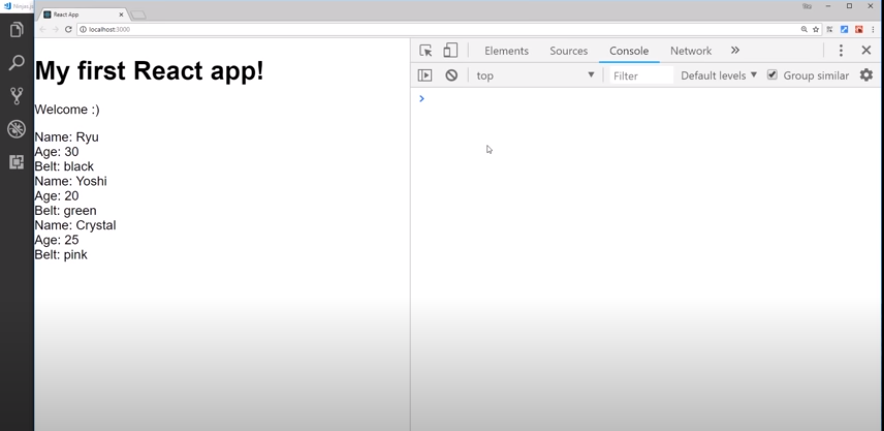 React App
localhost:3000
My first React app!
Welcome :)
Name: Ryu
Age: 30
Belt: black
Name: Yoshi
Age: 20
Belt: green
Name: Crystal
Age: 25
Belt: pink
Elements Sources Console Network
top Filter Default levels Group similar